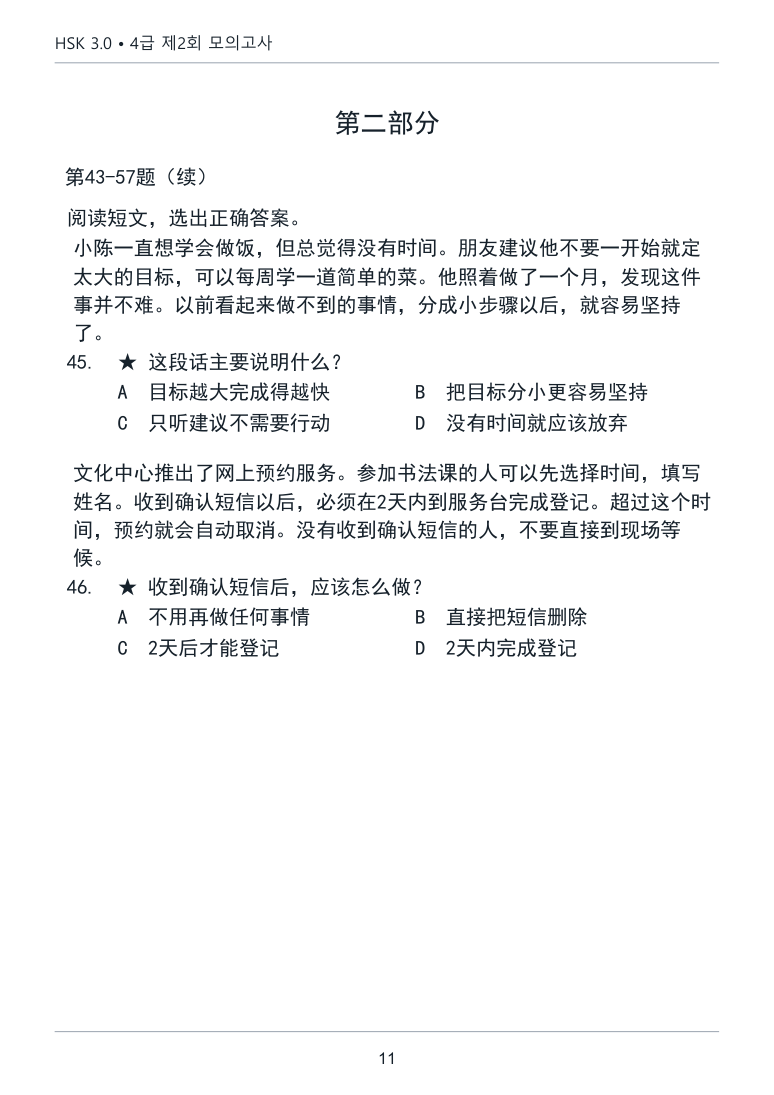 HSK 3.0 • 4급 제2회 모의고사
第二部分
第43-57题（续）
阅读短文，选出正确答案。
小陈一直想学会做饭，但总觉得没有时间。朋友建议他不要一开始就定
太大的目标，可以每周学一道简单的菜。他照着做了一个月，发现这件
事并不难。以前看起来做不到的事情，分成小步骤以后，就容易坚持
了。
45. ★ 这段话主要说明什么？
A 目标越大完成得越快 B 把目标分小更容易坚持
C 只听建议不需要行动 D 没有时间就应该放弃
文化中心推出了网上预约服务。参加书法课的人可以先选择时间，填写
姓名。收到确认短信以后，必须在2天内到服务台完成登记。超过这个时
间，预约就会自动取消。没有收到确认短信的人，不要直接到现场等
候。
46. ★ 收到确认短信后，应该怎么做？
A 不用再做任何事情 B 直接把短信删除
C 2天后才能登记 D 2天内完成登记
11